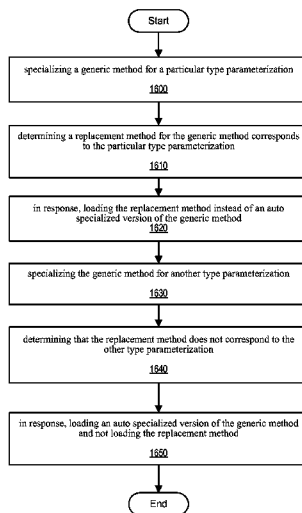 Start
specializing a generic method for a particular type parameterization
1600
determining a replacement method for the generic method corresponds
to the particular type parameterization
1610
in response, loading the replacement method instead of an auto
specialized version of the generic method
1620
specializing the generic method for another type parameterization
1630
determining that the replacement method does not correspond to the
other type parameterization
1640
in response, loading an auto specialized version of the generic method
and not loading the replacement method
1650
End